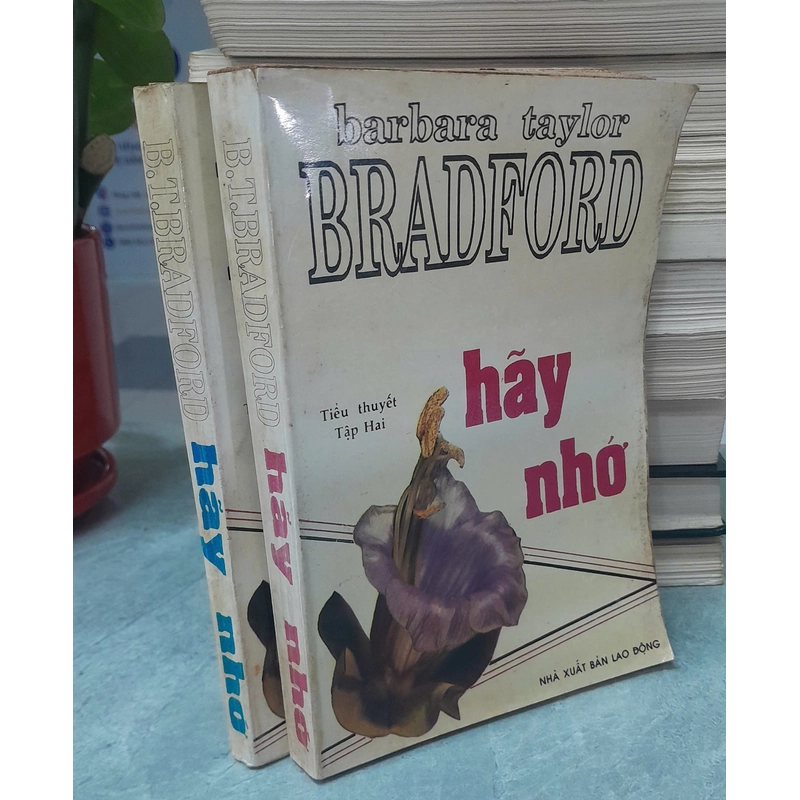 barbara taylor
BRADFORD
hãy
nhớ
Tiểu thuyết
Tập Hai
NHÀ XUẤT BẢN LAO ĐỘNG
B.T.BRADFORD
hãy nhớ
B.T.BRADFORD
hãy nhớ